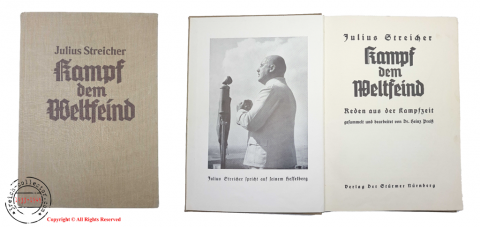 Julius Streicher
Kampf
dem
Weltfeind
Copyright © All Rights Reserved
Julius Streicher spricht auf seinem Hesselberg
Julius Streicher
Kampf
dem
Weltfeind
Reden aus der Kampfzeit
gesammelt und bearbeitet von Dr. Heinz Preiß
Verlag Der Stürmer Nürnberg